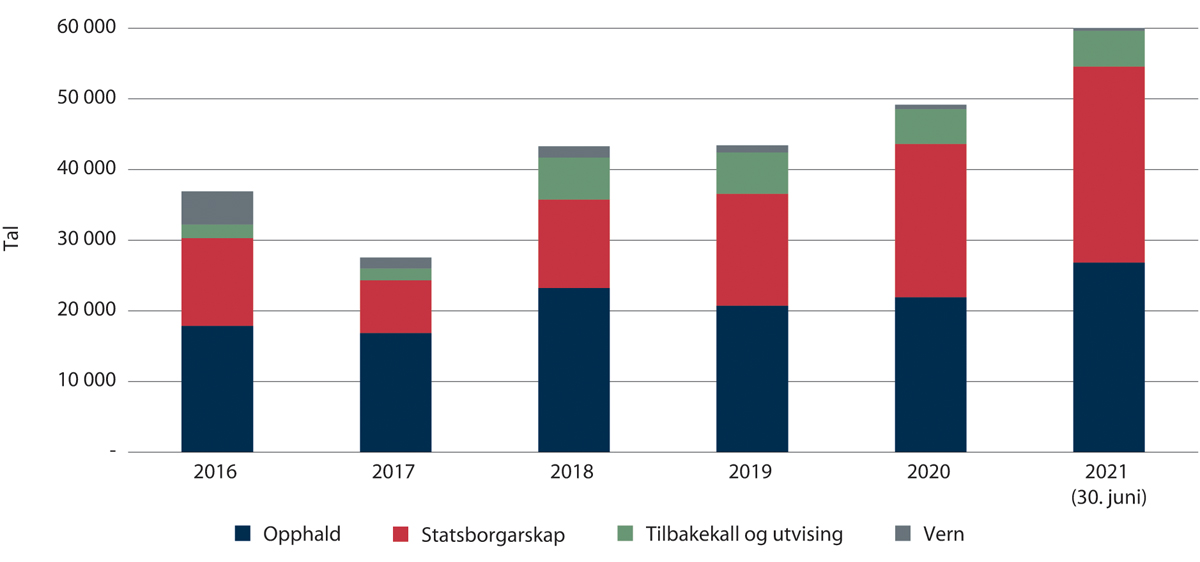 60 000
50 000
40 000
30 000
20 000
10 000
-
Tal
2016 2017 2018 2019 2020 2021
(30. juni)
Opphald Statsborgarskap Tilbakekall og utvising Vern